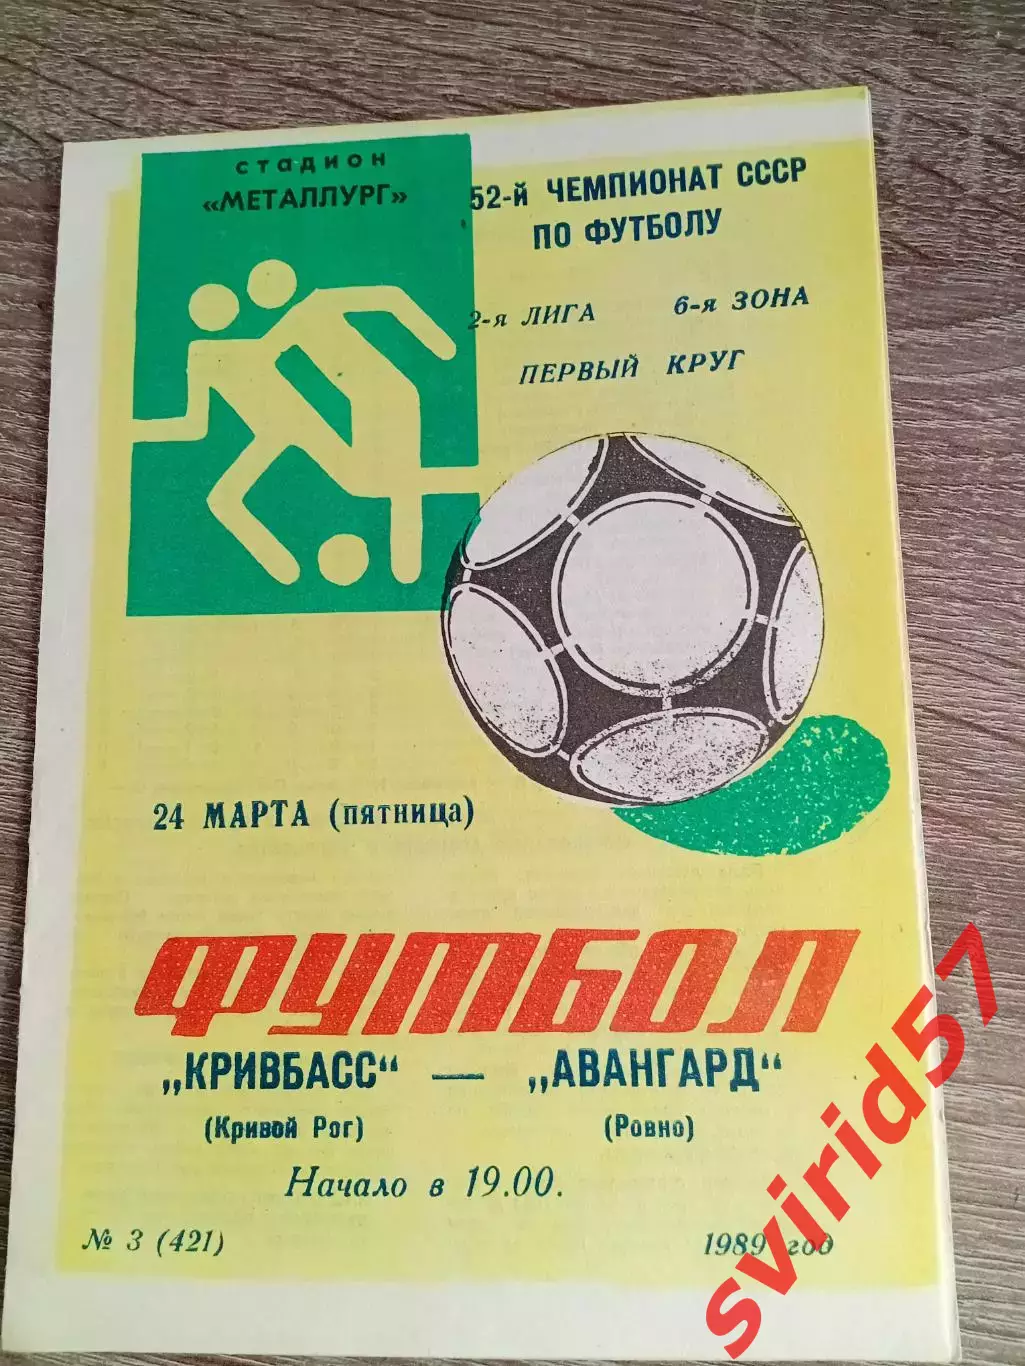 стадион
«МЕТАЛЛУРГ»
52-й ЧЕМПИОНАТ СССР
ПО ФУТБОЛУ
2-я ЛИГА 6-я ЗОНА
ПЕРВЫЙ КРУГ
24 МАРТА (пятница)
ФУТБОЛ
„КРИВБАСС“ — „АВАНГАРД“
(Кривой Рог) (Ровно)
Начало в 19.00.
№ 3 (421) 1989 год
svirid57